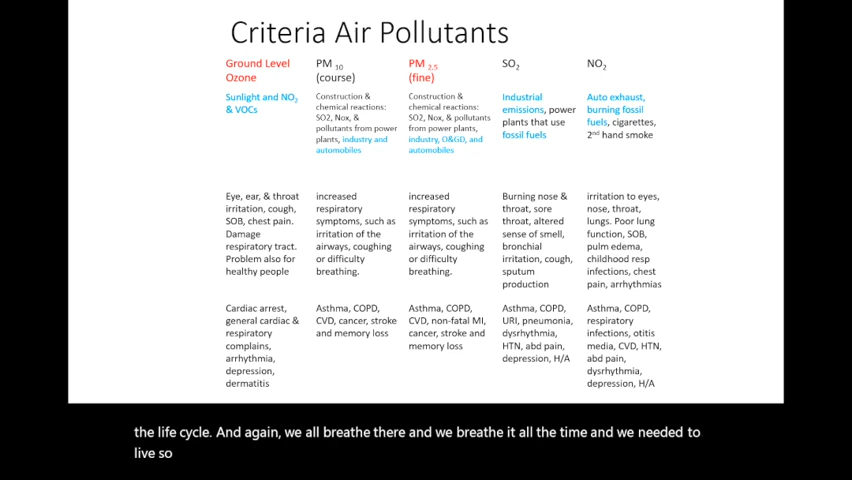 Criteria Air Pollutants
Ground Level
Ozone
Sunlight and NO2
& VOCs
Eye, ear, & throat
irritation, cough,
SOB, chest pain.
Damage
respiratory tract.
Problem also for
healthy people
Cardiac arrest,
general cardiac &
respiratory
complains,
arrhythmia,
depression,
dermatitis
PM 10
(course)
Construction &
chemical reactions:
SO2, Nox, &
pollutants from power
plants, industry and
automobiles
increased
respiratory
symptoms, such as
irritation of the
airways, coughing
or difficulty
breathing.
Asthma, COPD,
CVD, cancer, stroke
and memory loss
PM 2.5
(fine)
Construction &
chemical reactions:
SO2, Nox, & pollutants
from power plants,
industry, O&GD, and
automobiles
increased
respiratory
symptoms, such as
irritation of the
airways, coughing
or difficulty
breathing.
Asthma, COPD,
CVD, non-fatal MI,
cancer, stroke and
memory loss
SO2
Industrial
emissions, power
plants that use
fossil fuels
Burning nose &
throat, sore
throat, altered
sense of smell,
bronchial
irritation, cough,
sputum
production
Asthma, COPD,
URI, pneumonia,
dysrhythmia,
HTN, abd pain,
depression, H/A
NO2
Auto exhaust,
burning fossil
fuels, cigarettes,
2nd hand smoke
irritation to eyes,
nose, throat,
lungs. Poor lung
function, SOB,
pulm edema,
childhood resp
infections, chest
pain, arrhythmias
Asthma, COPD,
respiratory
infections, otitis
media, CVD, HTN,
abd pain,
dysrhythmia,
depression, H/A
the life cycle. And again, we all breathe there and we breathe it all the time and we needed to
live so